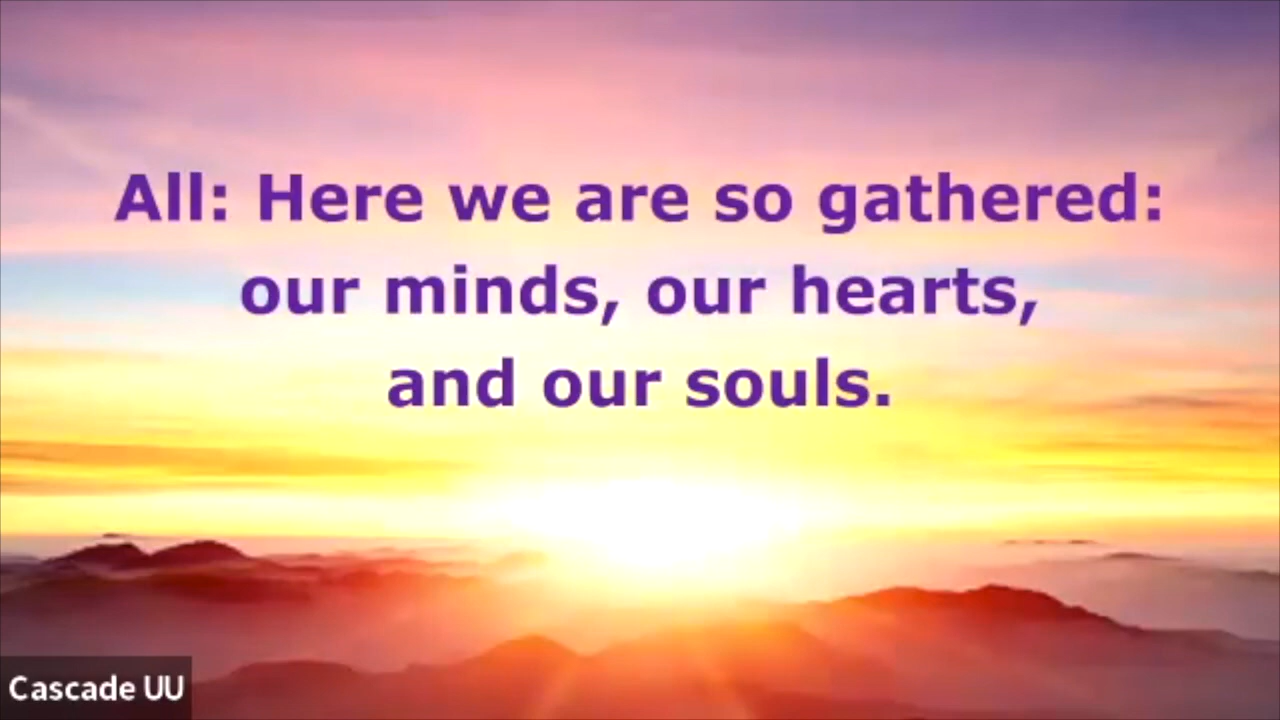 All: Here we are so gathered:
our minds, our hearts,
and our souls.
Cascade UU